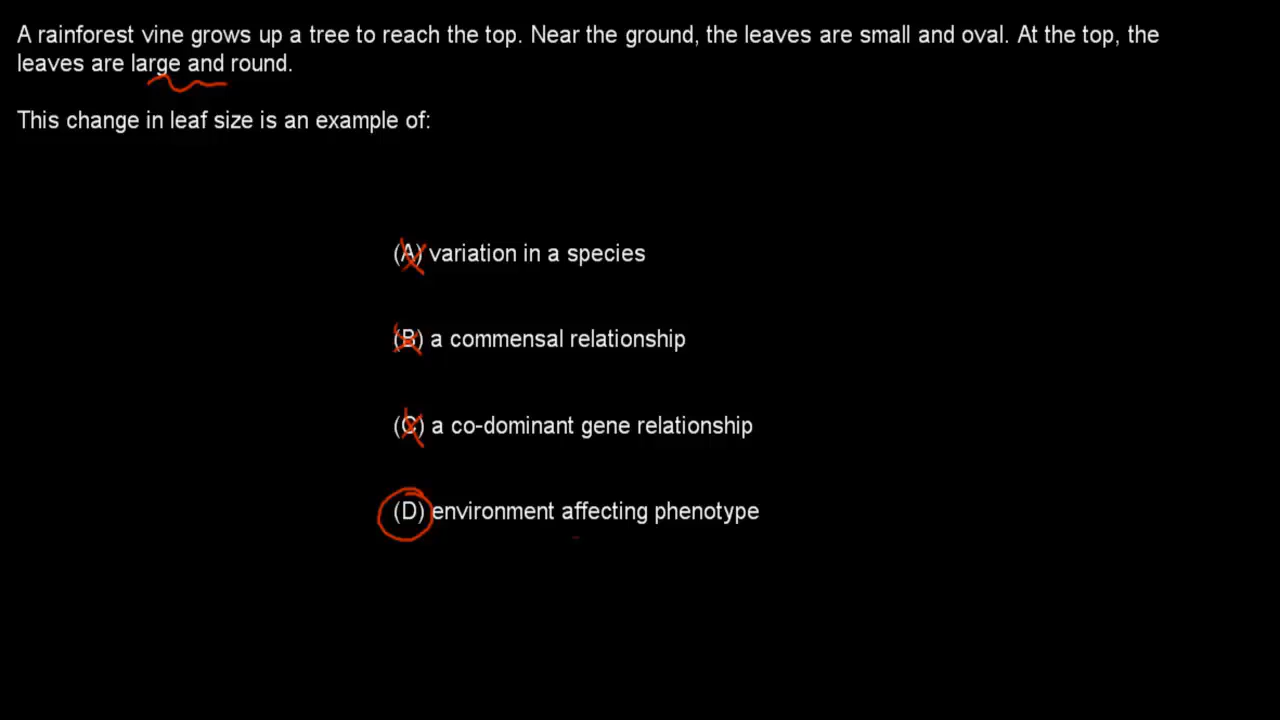 A rainforest vine grows up a tree to reach the top. Near the ground, the leaves are small and oval. At the top, the
leaves are large and round.
This change in leaf size is an example of:
(A) variation in a species
(B) a commensal relationship
(C) a co-dominant gene relationship
(D) environment affecting phenotype